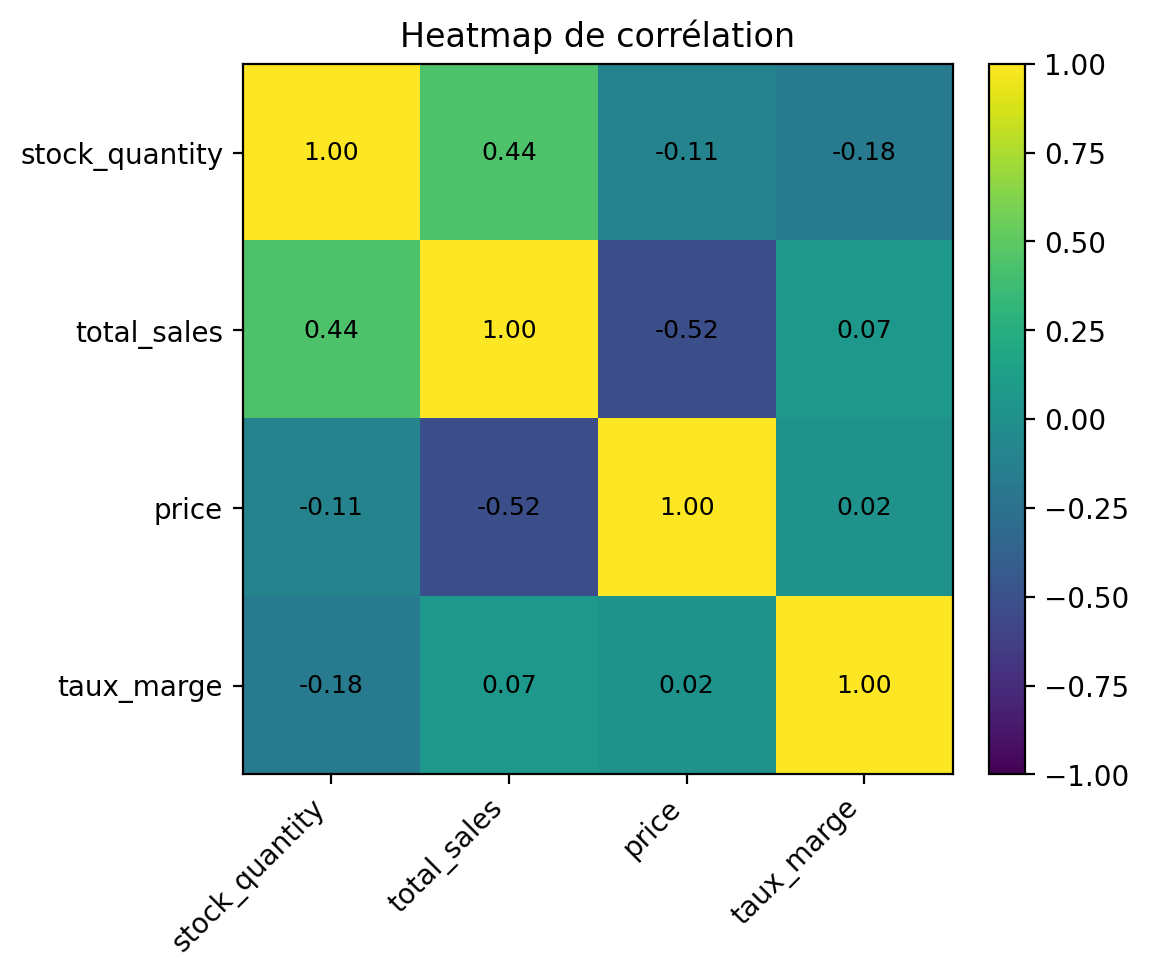 Heatmap de corrélation
stock_quantity 1.00 0.44 -0.11 -0.18
total_sales 0.44 1.00 -0.52 0.07
price -0.11 -0.52 1.00 0.02
taux_marge -0.18 0.07 0.02 1.00
stock_quantity total_sales price taux_marge
1.00
0.75
0.50
0.25
0.00
−0.25
−0.50
−0.75
−1.00